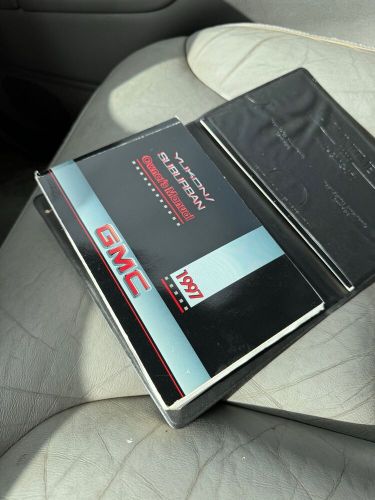 YUKON/
SUBURBAN
Owner's Manual
GMC
1997